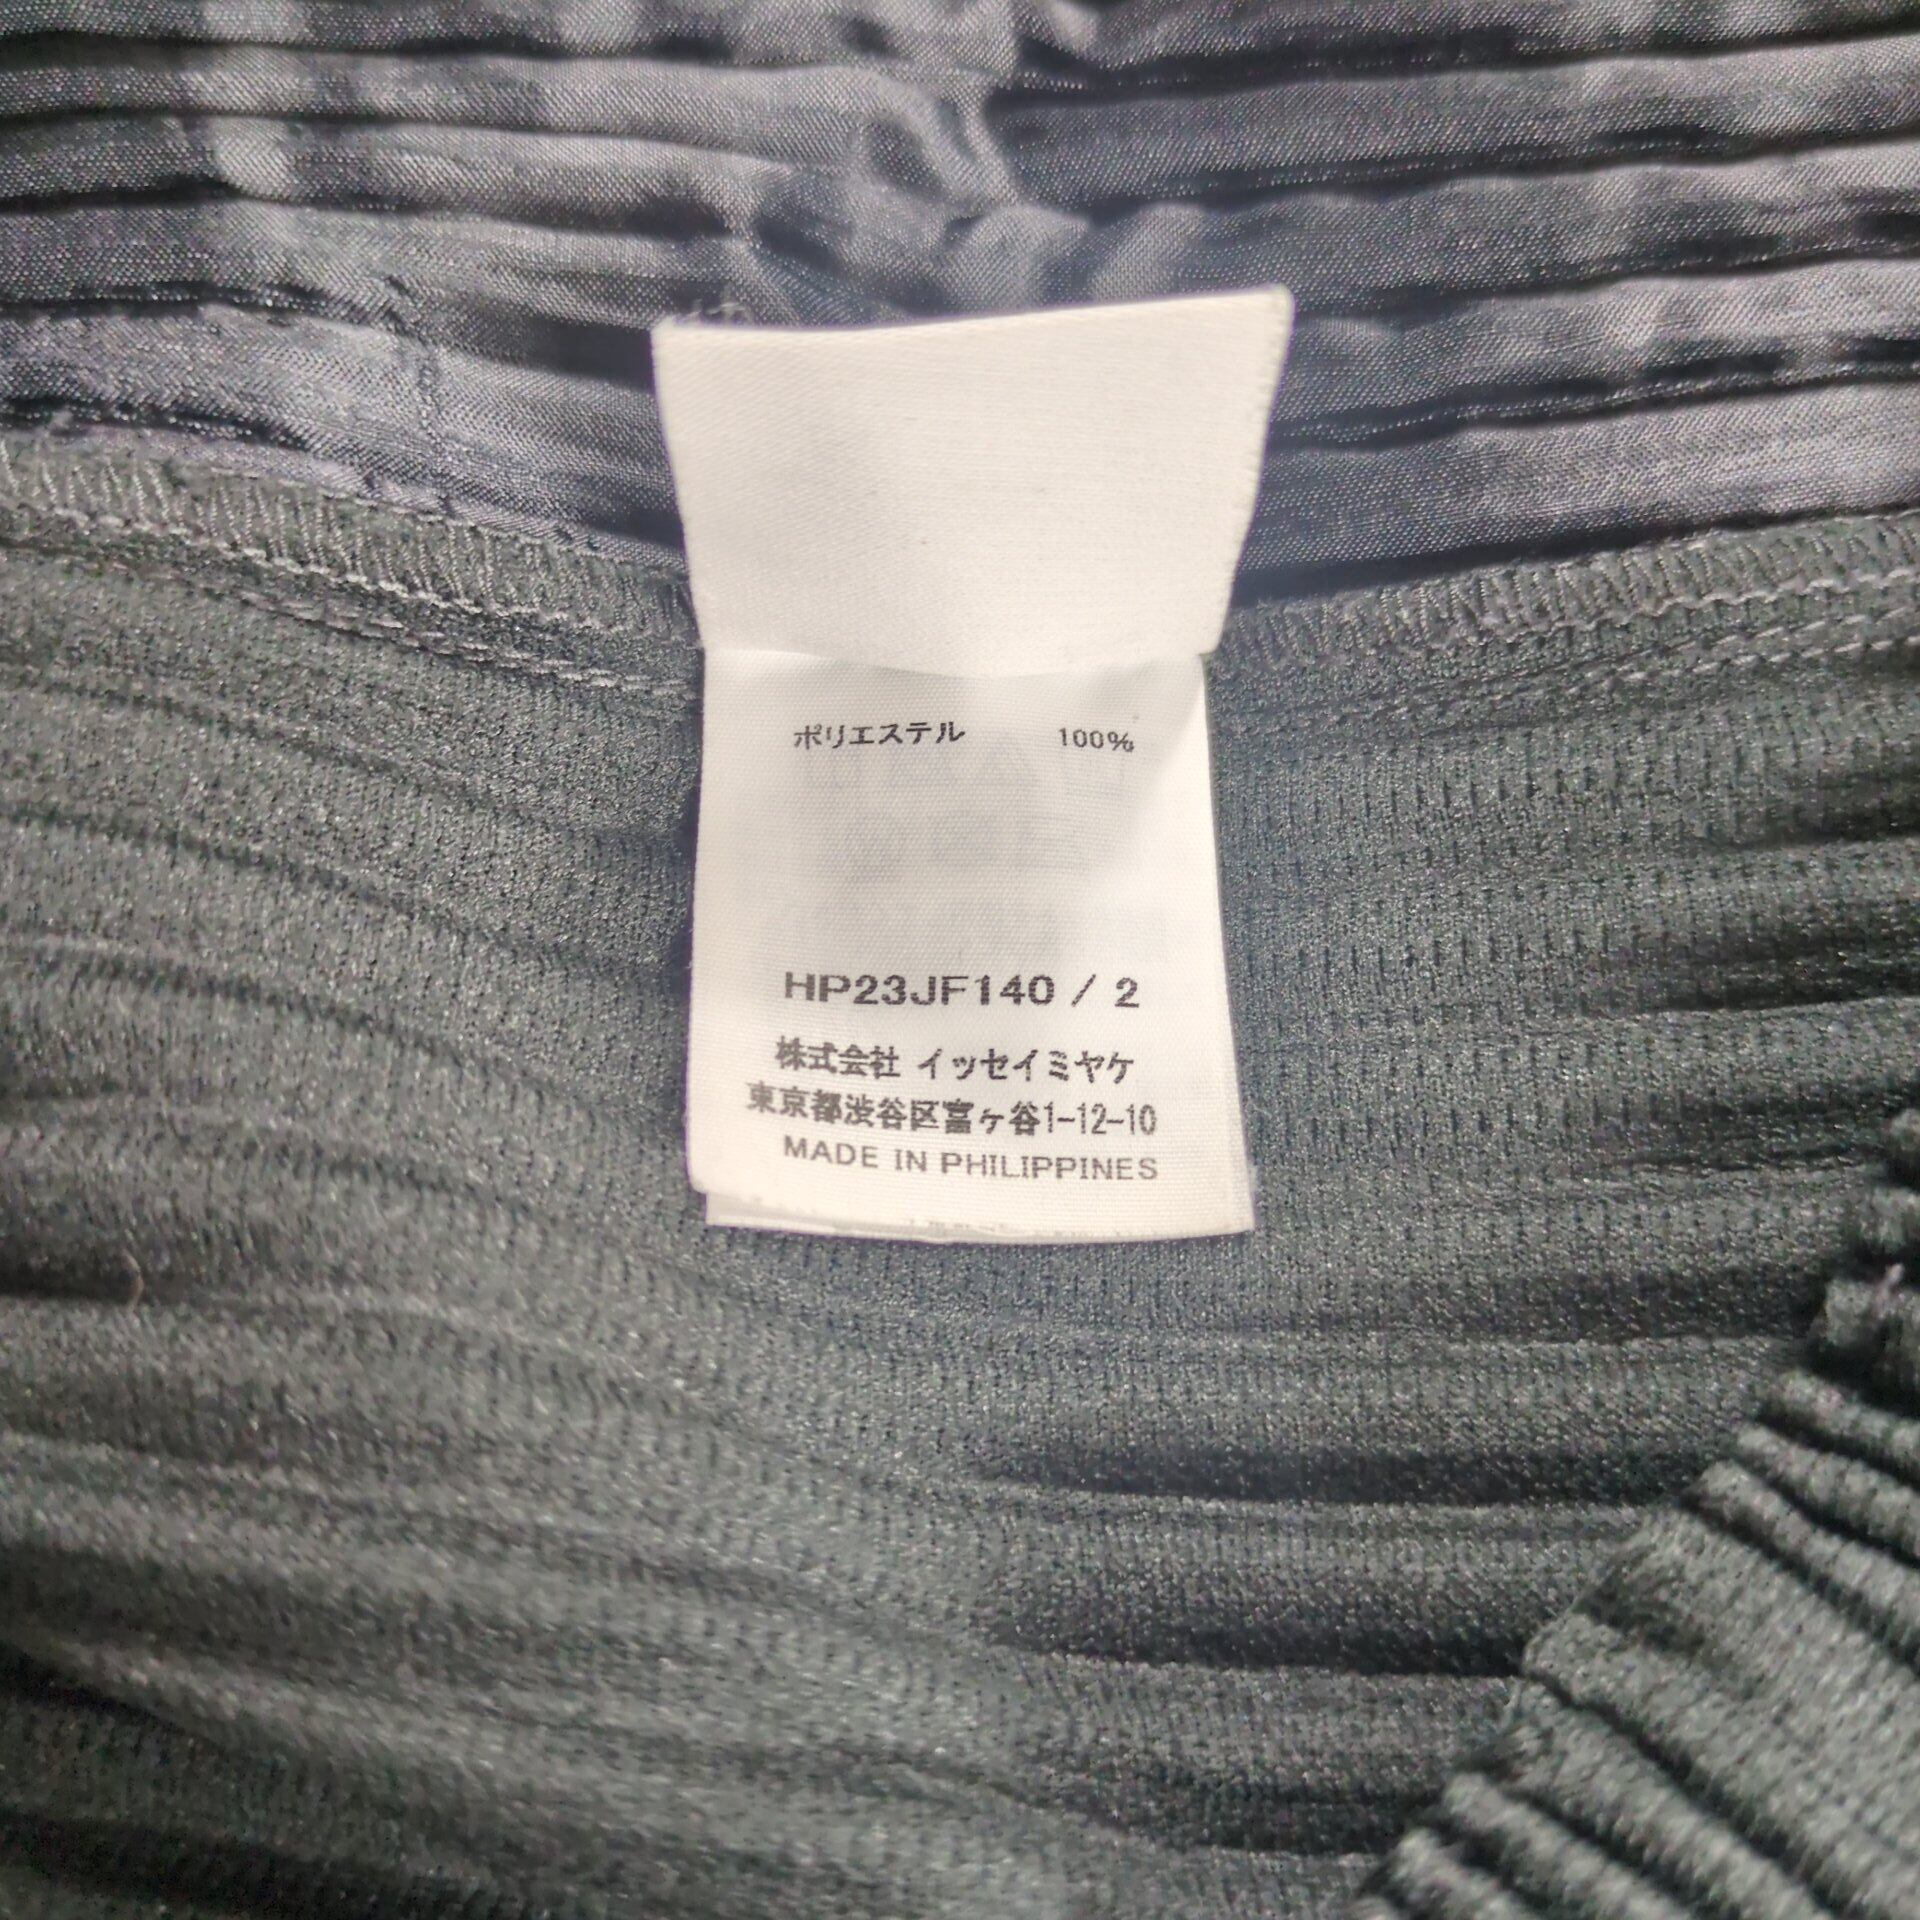 ポリエステル 100%
HP23JF140 / 2
株式会社 イッセイミヤケ
東京都渋谷区富ヶ谷1-12-10
MADE IN PHILIPPINES